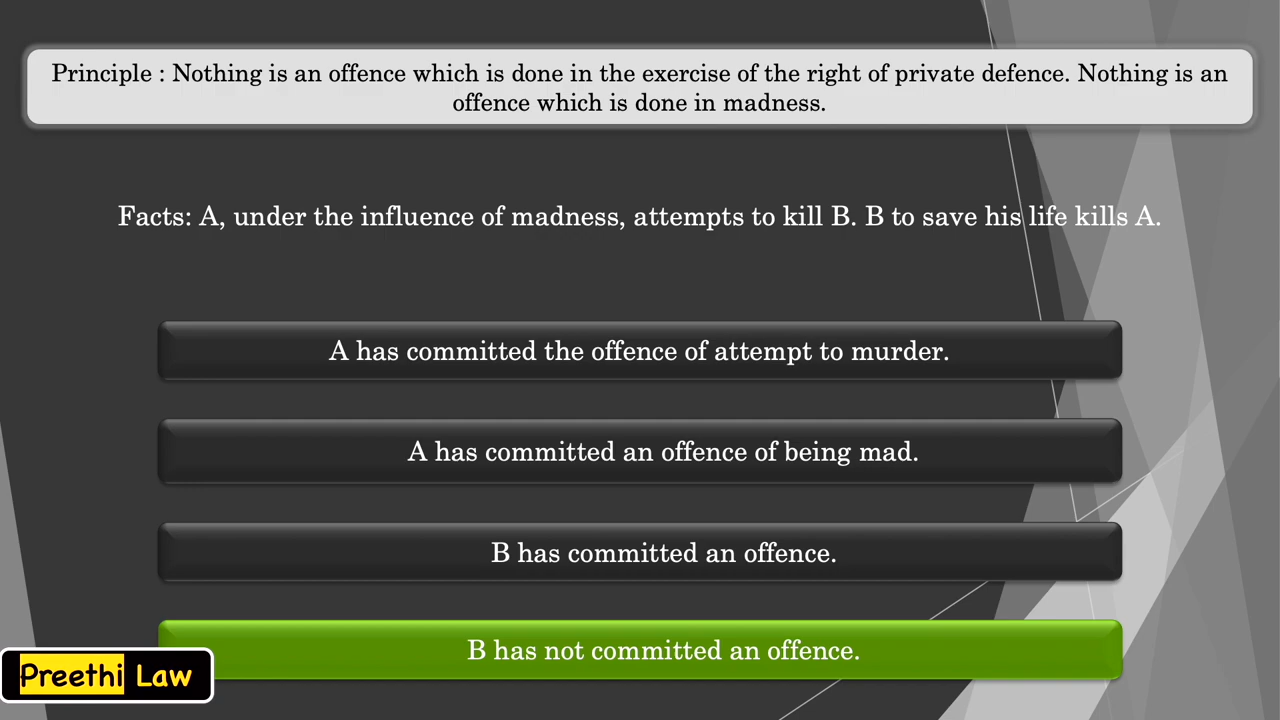 Principle : Nothing is an offence which is done in the exercise of the right of private defence. Nothing is an
offence which is done in madness.
Facts: A, under the influence of madness, attempts to kill B. B to save his life kills A.
A has committed the offence of attempt to murder.
A has committed an offence of being mad.
B has committed an offence.
B has not committed an offence.
Preethi Law